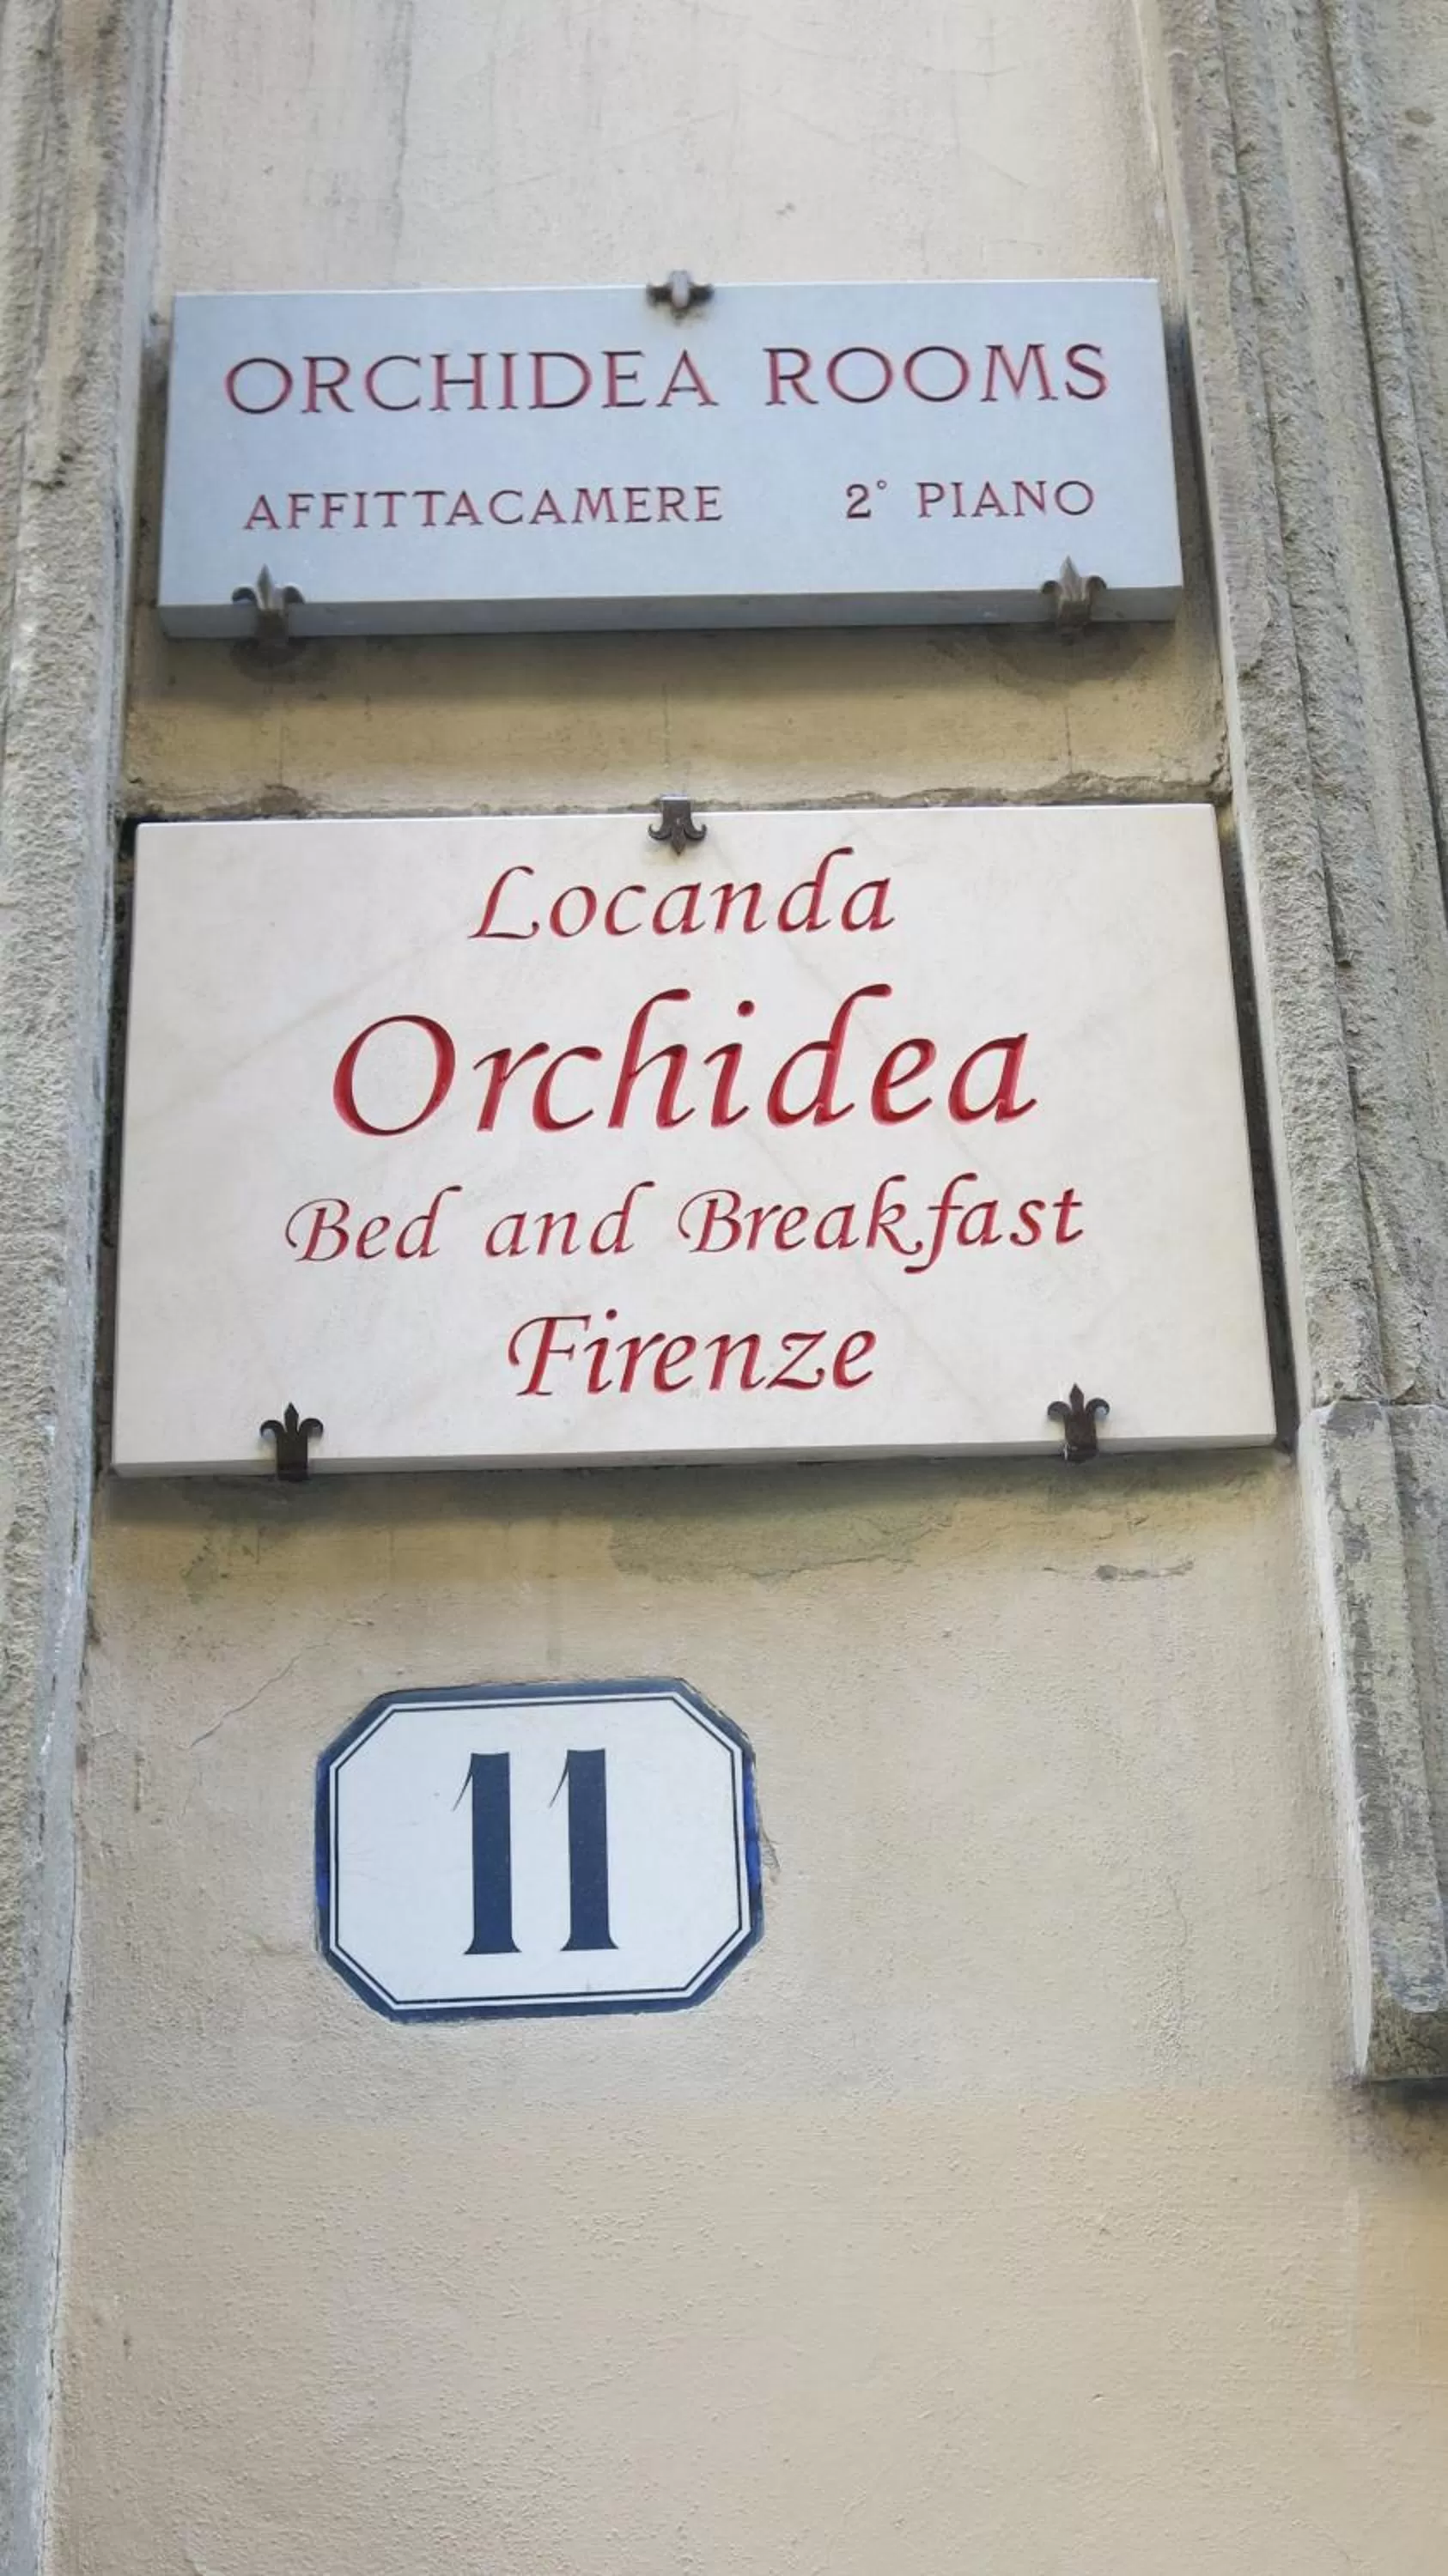 ORCHIDEA ROOMS
AFFITTACAMERE 2° PIANO
Locanda
Orchidea
Bed and Breakfast
Firenze
11